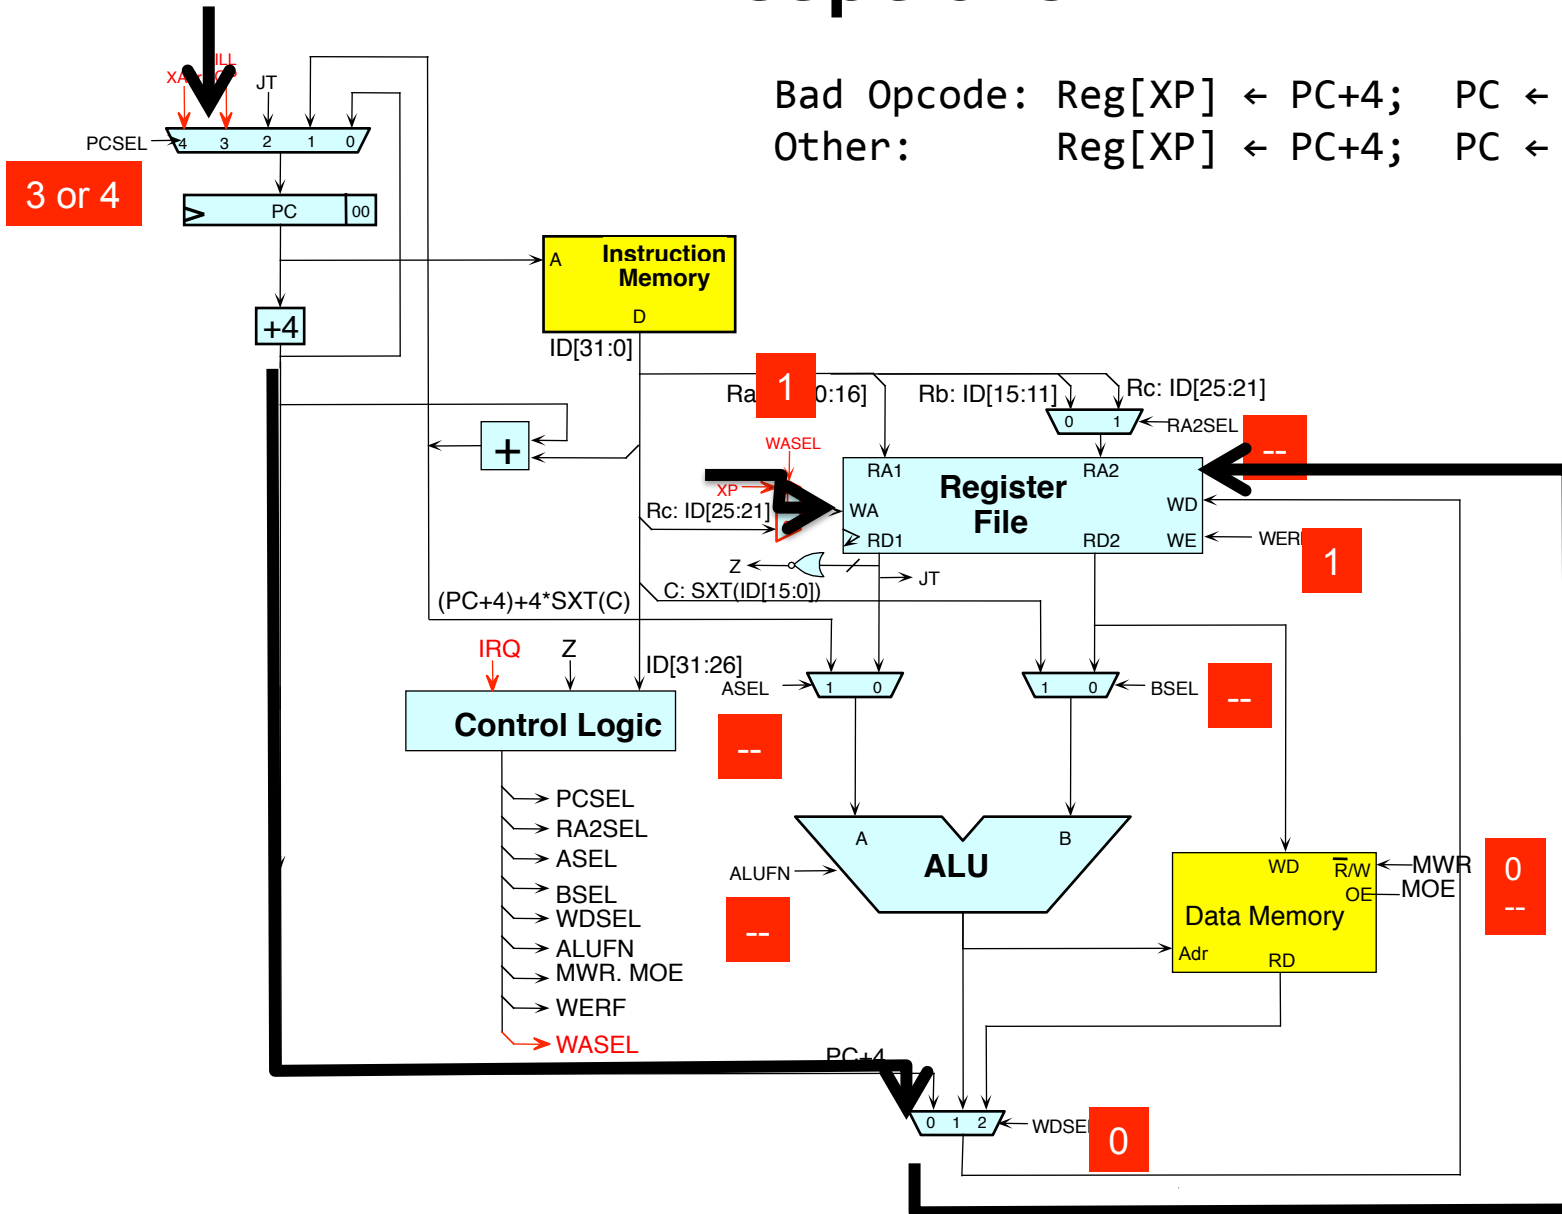 Bad Opcode: Reg[XP] ← PC+4; PC ←
Other: Reg[XP] ← PC+4; PC ←
ILL
JT
PCSEL
4 3 2 1 0
3 or 4
PC
00
A
Instruction
Memory
D
+4
ID[31:0]
1
0:16]
Rb: ID[15:11]
Rc: ID[25:21]
0 1
RA2SEL
--
+
WASEL
XP
RA1
RA2
Register
File
Rc: ID[25:21]
WA
WD
RD1
RD2
WE
1
Z
JT
C: SXT(ID[15:0])
(PC+4)+4*SXT(C)
IRQ
Z
ID[31:26]
ASEL
1 0
1 0
BSEL
--
Control Logic
--
PCSEL
RA2SEL
ASEL
BSEL
WDSEL
ALUFN
MWR. MOE
WERF
WASEL
A
B
ALU
ALUFN
--
WD
R/W
MWR
OE
MOE
0
--
Data Memory
Adr
RD
PC+4
0 1 2
0